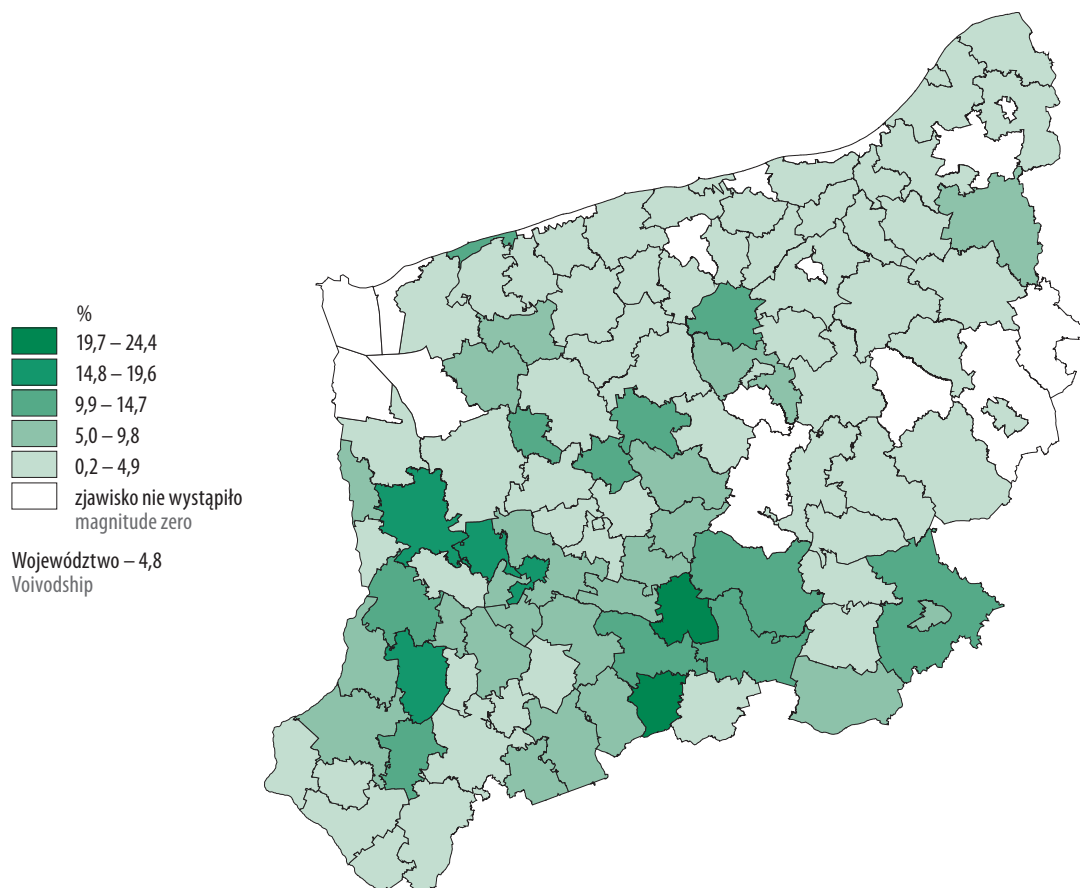 %
19,7 – 24,4
14,8 – 19,6
9,9 – 14,7
5,0 – 9,8
0,2 – 4,9
zjawisko nie wystąpiło
magnitude zero
Województwo – 4,8
Voivodship